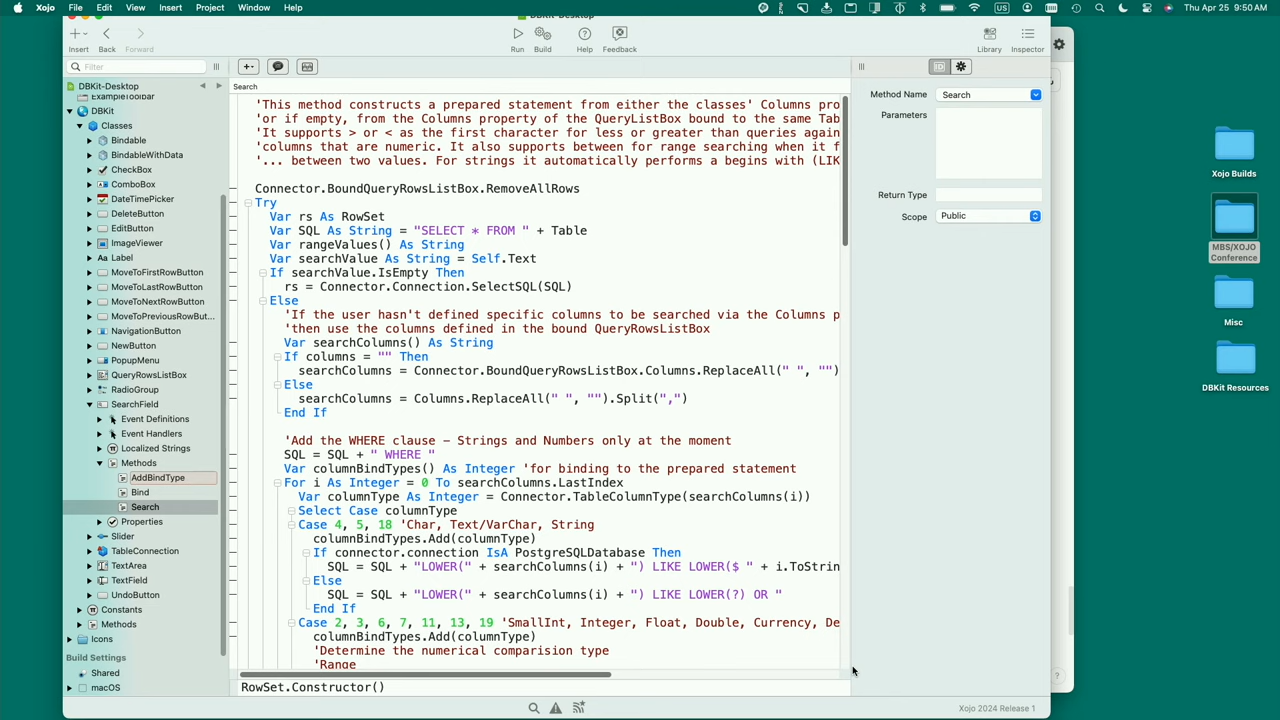 Xojo File Edit View Insert Project Window Help
Thu Apr 25 9:50 AM
DBKit-Desktop
Insert Back Forward
Run Build Help Feedback
Library Inspector
Filter
DBKit-Desktop
ExampleToolbar
DBKit
Classes
Bindable
BindableWithData
CheckBox
ComboBox
DateTimePicker
DeleteButton
EditButton
ImageViewer
Label
MoveToFirstRowButton
MoveToLastRowButton
MoveToNextRowButton
MoveToPreviousRowBut...
NavigationButton
NewButton
PopupMenu
QueryRowsListBox
RadioGroup
SearchField
Event Definitions
Event Handlers
Localized Strings
Methods
AddBindType
Bind
Search
Properties
Slider
TableConnection
TextArea
TextField
UndoButton
Constants
Methods
Icons
Build Settings
Shared
macOS
Search
'This method constructs a prepared statement from either the classes' Columns pro
'or if empty, from the Columns property of the QueryListBox bound to the same Tab
'It supports > or < as the first character for less or greater than queries again
'columns that are numeric. It also supports between for range searching when it f
'... between two values. For strings it automatically performs a begins with (LIK
Connector.BoundQueryRowsListBox.RemoveAllRows
Try
Var rs As RowSet
Var SQL As String = "SELECT * FROM " + Table
Var rangeValues() As String
Var searchValue As String = Self.Text
If searchValue.IsEmpty Then
rs = Connector.Connection.SelectSQL(SQL)
Else
'If the user hasn't defined specific columns to be searched via the Columns p
'then use the columns defined in the bound QueryRowsListBox
Var searchColumns() As String
If columns = "" Then
searchColumns = Connector.BoundQueryRowsListBox.Columns.ReplaceAll(" ", "")
Else
searchColumns = Columns.ReplaceAll(" ", "").Split(",")
End If
'Add the WHERE clause – Strings and Numbers only at the moment
SQL = SQL + " WHERE "
Var columnBindTypes() As Integer 'for binding to the prepared statement
For i As Integer = 0 To searchColumns.LastIndex
Var columnType As Integer = Connector.TableColumnType(searchColumns(i))
Select Case columnType
Case 4, 5, 18 'Char, Text/VarChar, String
columnBindTypes.Add(columnType)
If connector.connection IsA PostgreSQLDatabase Then
SQL = SQL + "LOWER(" + searchColumns(i) + ") LIKE LOWER($ " + i.ToStrin
Else
SQL = SQL + "LOWER(" + searchColumns(i) + ") LIKE LOWER(?) OR "
End If
Case 2, 3, 6, 7, 11, 13, 19 'SmallInt, Integer, Float, Double, Currency, De
columnBindTypes.Add(columnType)
'Determine the numerical comparision type
'Range
RowSet.Constructor()
Method Name Search
Parameters
Return Type
Scope Public
Xojo 2024 Release 1
Xojo Builds
MBS/XOJO
Conference
Misc
DBKit Resources